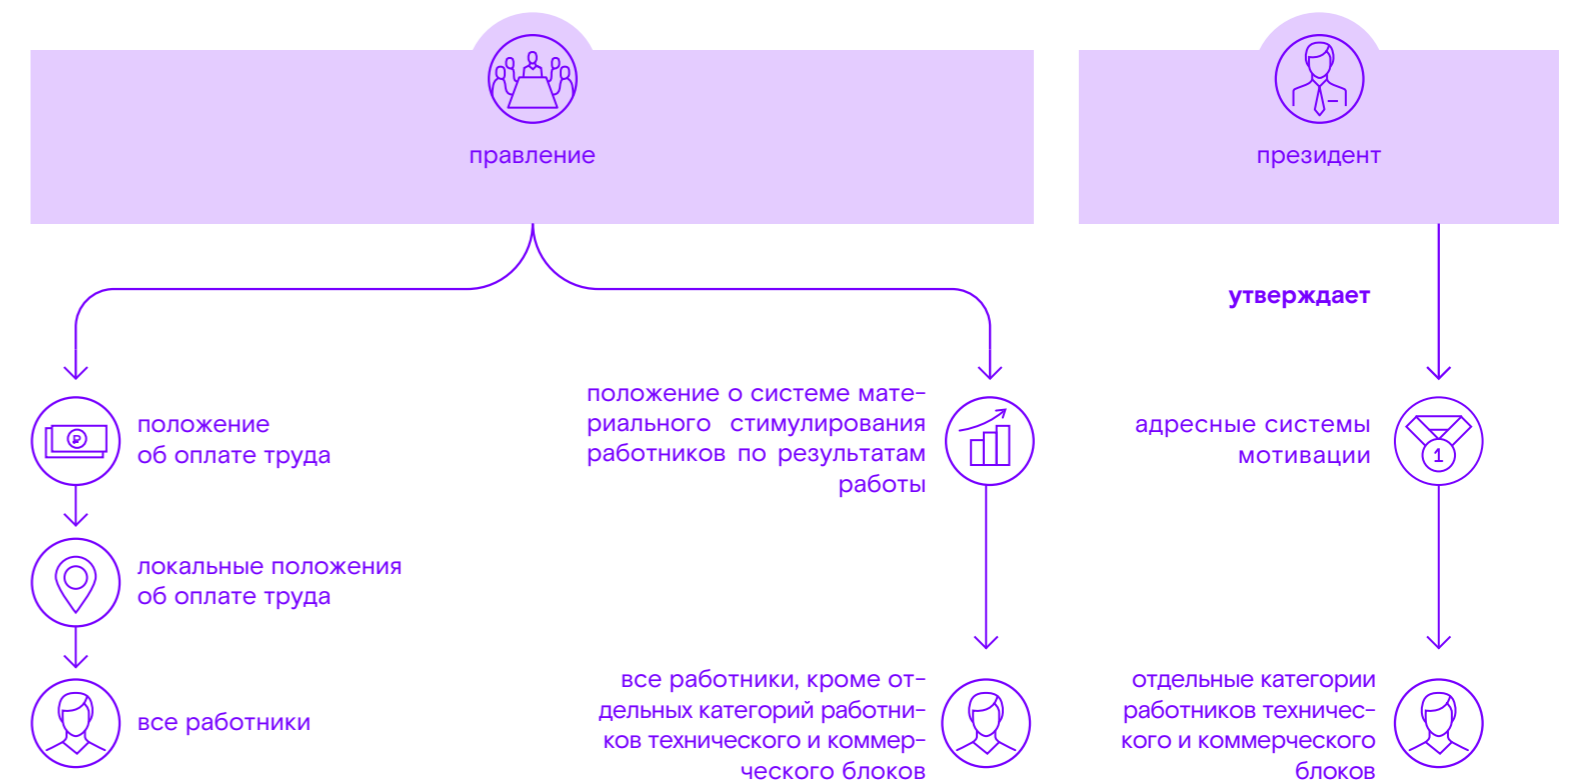 правление
президент
утверждает
положение
об оплате труда
положение о системе мате-
риального стимулирования
работников по результатам
работы
адресные системы
мотивации
1
локальные положения
об оплате труда
все работники
все работники, кроме от-
дельных категорий работни-
ков технического и коммер-
ческого блоков
отдельные категории
работников техничес-
кого и коммерческого
блоков